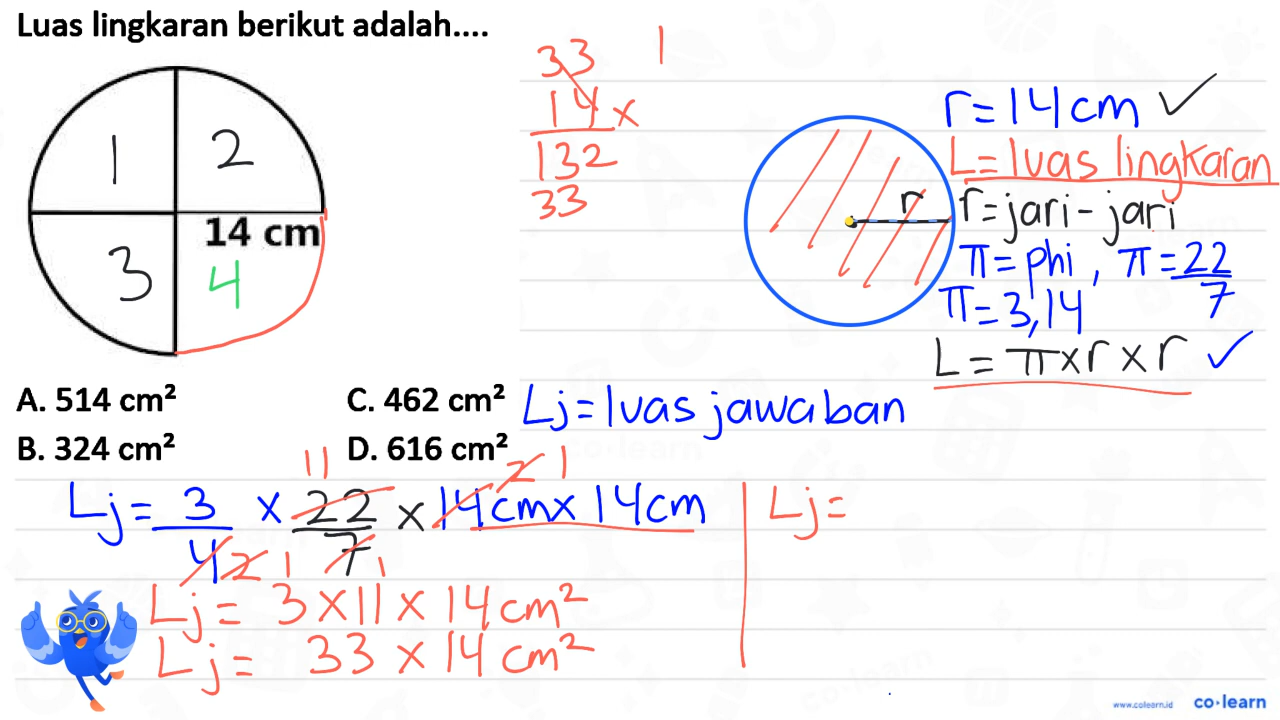 Luas lingkaran berikut adalah....
1 2
14 cm
3 4
A. 514 cm²
C. 462 cm²
B. 324 cm²
D. 616 cm²
33 1
14 x
132
33
r
r = 14 cm ✓
L = luas lingkaran
r = jari - jari
π = phi , π = 22/7
π = 3,14
L = π x r x r ✓
Lj = luas jawaban
11 2 1
Lj = 3/4 x 22/7 x 14 cm x 14 cm
2 1 1
Lj = 3 x 11 x 14 cm²
Lj = 33 x 14 cm²
Lj =
www.colearn.id co·learn